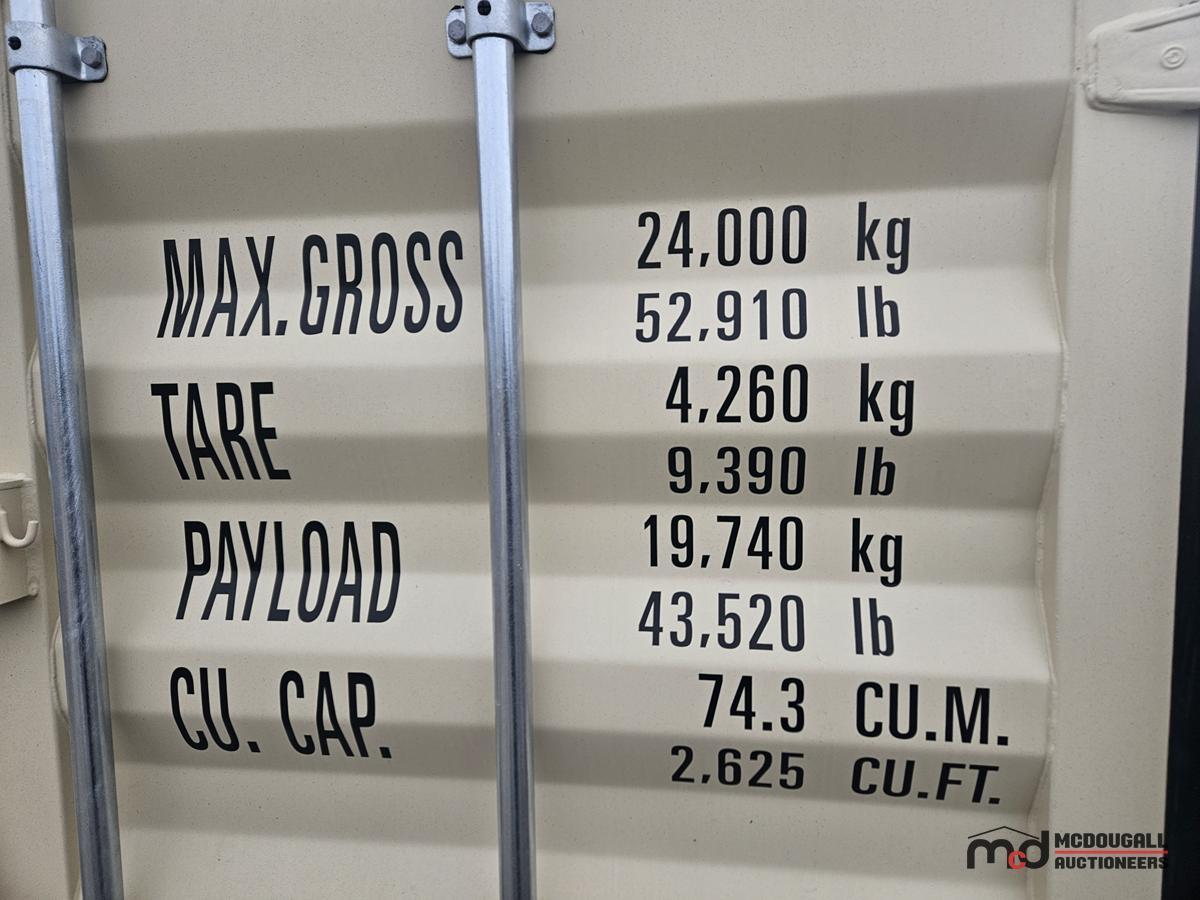 MAX.GROSS 24,000 kg
52,910 lb
TARE 4,260 kg
9,390 lb
PAYLOAD 19,740 kg
43,520 lb
CU. CAP. 74.3 CU.M.
2,625 CU.FT.
mcd MCDOUGALL
AUCTIONEERS